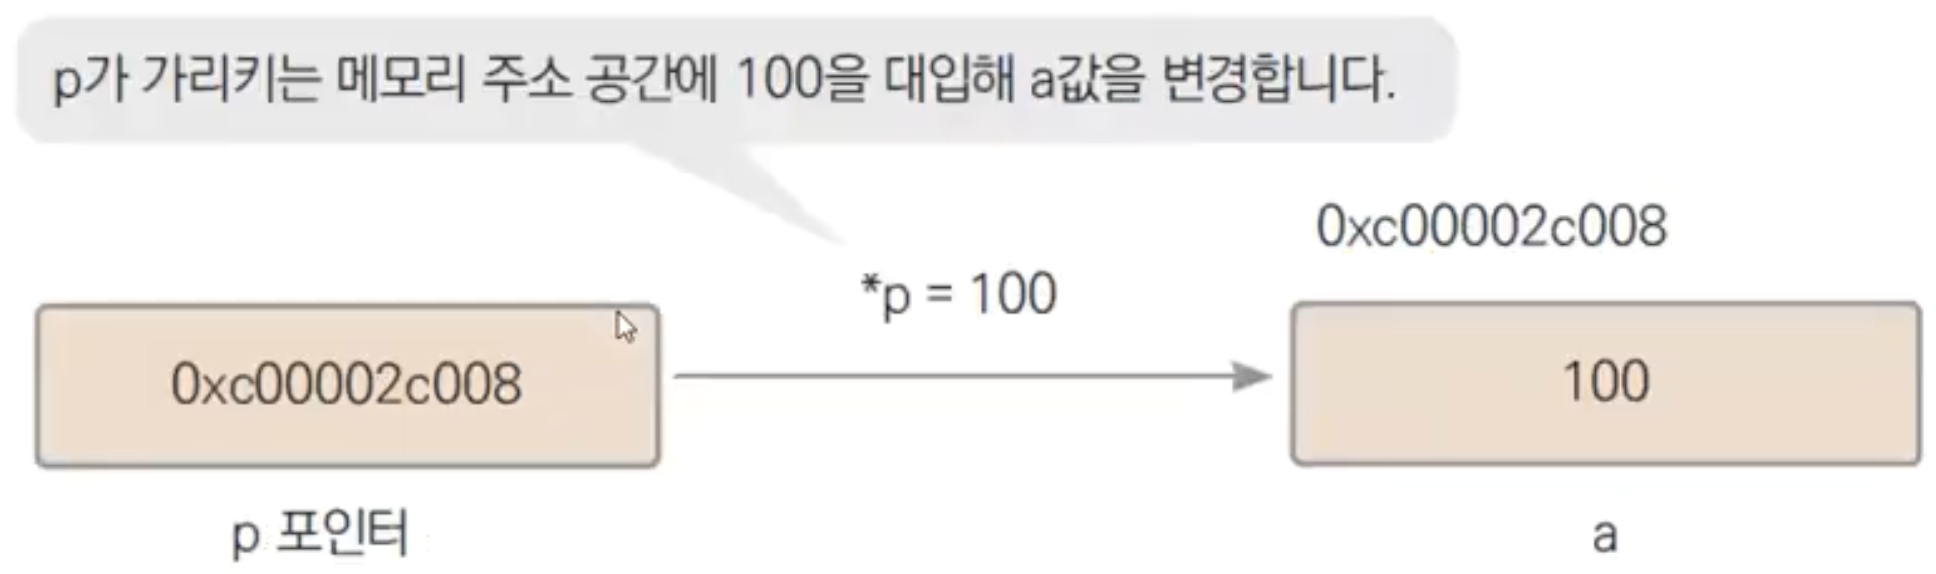 p가 가리키는 메모리 주소 공간에 100을 대입해 a값을 변경합니다.
0xc00002c008
*p = 100
0xc00002c008
100
p 포인터
a